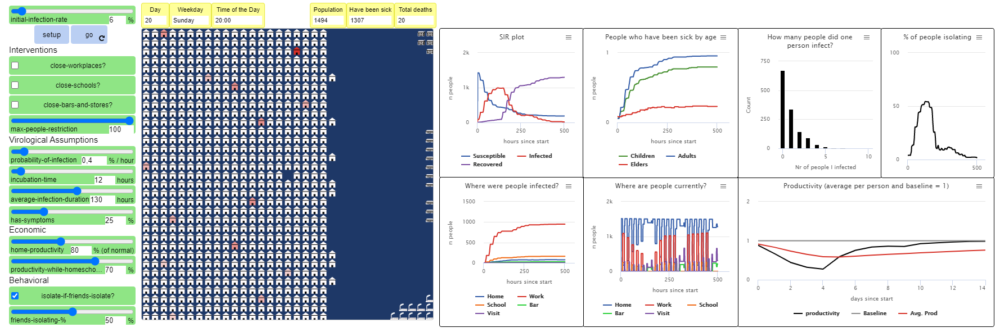 initial-infection-rate 6 %
setup go
Interventions
close-workplaces?
close-schools?
close-bars-and-stores?
max-people-restriction 100
Virological Assumptions
probability-of-infection 0,4 % / hour
incubation-time 12 hours
average-infection-duration 130 hours
has-symptoms 25 %
Economic
home-productivity 80 % (of normal)
productivity-while-homescho... 70 %
Behavioral
isolate-if-friends-isolate?
friends-isolating-% 50 %
Day Weekday Time of the Day Population Have been sick Total deaths
20 Sunday 20:00 1494 1307 20
SIR plot
2k
1k
0
n people
0 250 500
hours since start
Susceptible Infected
Recovered
People who have been sick by age
1
0
n people
0 250 500
hours since start
Children Adults
Elders
How many people did one
person infect?
750
500
250
0
Count
0 5 10
Nr of people I infected
% of people isolating
100
50
0
0 500
Where were people infected?
1500
1000
500
0
n people
0 250 500
hours since start
Home Work
School Bar
Visit
Where are people currently?
2k
1k
0
n people
0 250 500
hours since start
Home Work School
Bar Visit
Productivity (average per person and baseline = 1)
2
1
0
0 2 4 6 8 10 12 14
days since start
productivity Baseline Avg. Prod